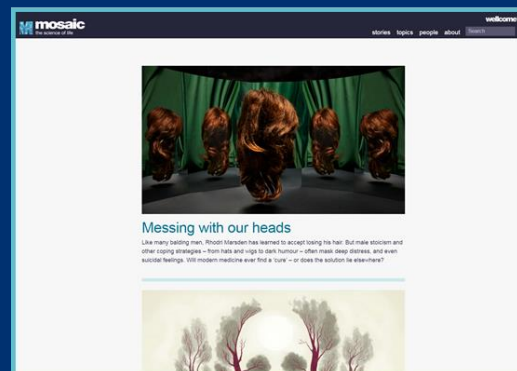 wellcome
mosaic
the science of life
stories topics people about Search
Messing with our heads
Like many balding men, Rhodri Marsden has learned to accept losing his hair. But male stoicism and
other coping strategies – from hats and wigs to dark humour – often mask deep distress, and even
suicidal feelings. Will modern medicine ever find a ‘cure’ – or does the solution lie elsewhere?